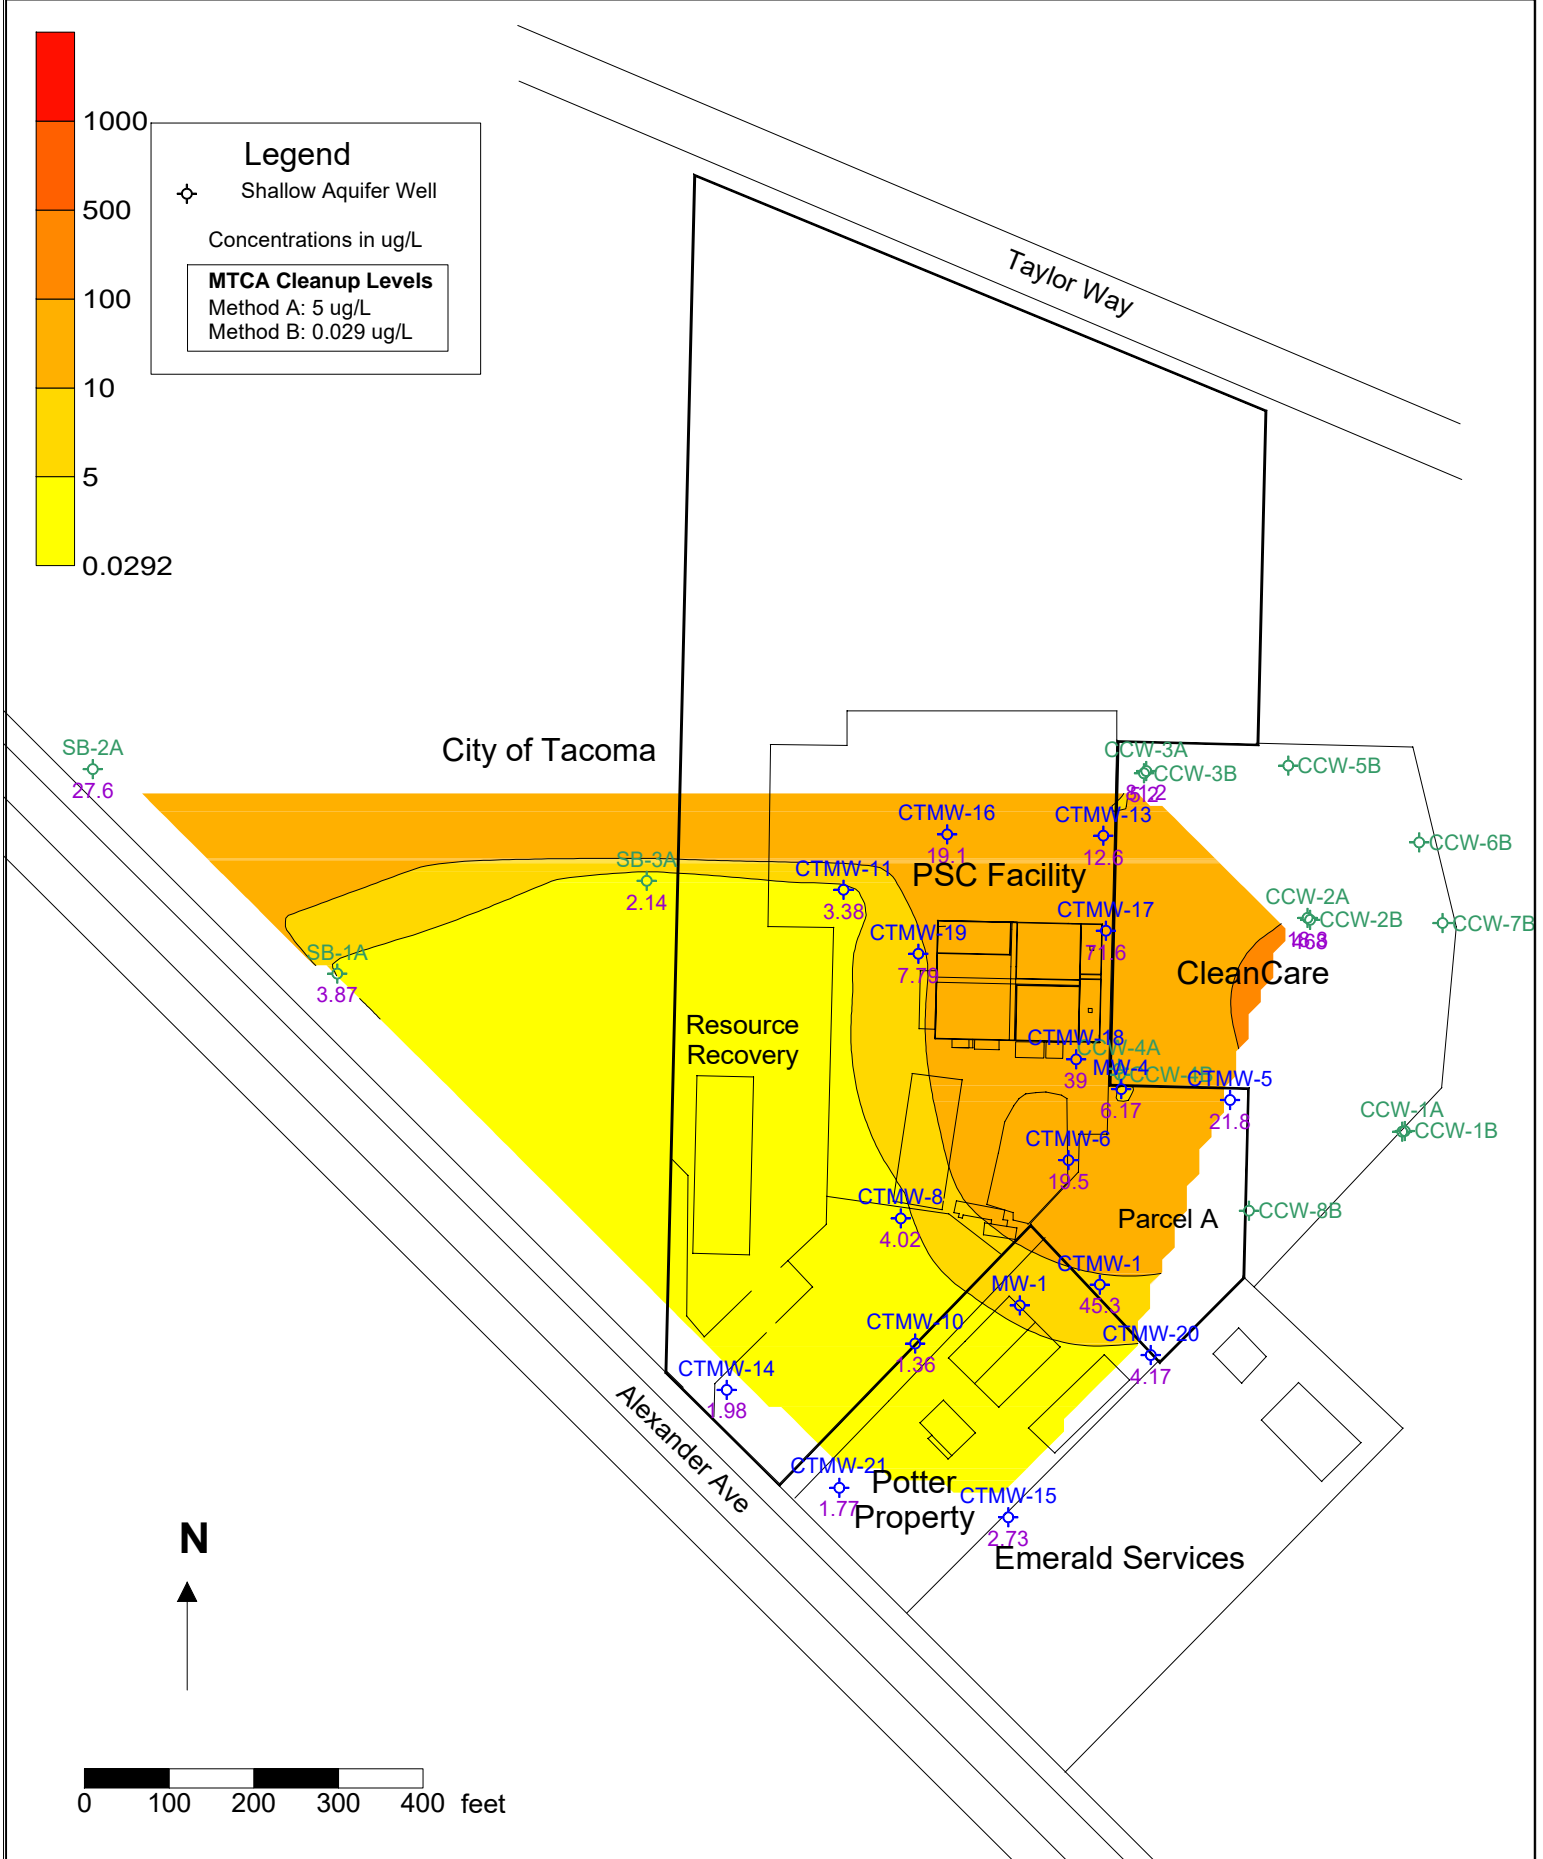 1000
500
100
10
5
0.0292
Legend
Shallow Aquifer Well
Concentrations in ug/L
MTCA Cleanup Levels
Method A: 5 ug/L
Method B: 0.029 ug/L
Taylor Way
City of Tacoma
SB-2A
27.6
CCW-3A
CCW-3B
CCW-5B
CTMW-16
19.1
CTMW-13
12.6
CCW-6B
PSC Facility
SB-3A
2.14
CTMW-11
3.38
CCW-2A
CCW-2B
468
CCW-7B
CTMW-17
71.6
CTMW-19
7.79
SB-1A
3.87
CleanCare
Resource
Recovery
CTMW-18
39
CCW-4A
MW-4
CCW-4B
6.17
CTMW-5
21.8
CCW-1A
CCW-1B
CTMW-6
19.5
CTMW-8
4.02
Parcel A
CCW-8B
CTMW-1
45.3
MW-1
CTMW-10
1.36
CTMW-20
4.17
CTMW-14
1.98
Alexander Ave
CTMW-21
1.77
Potter
Property
CTMW-15
2.73
Emerald Services
N
0 100 200 300 400 feet